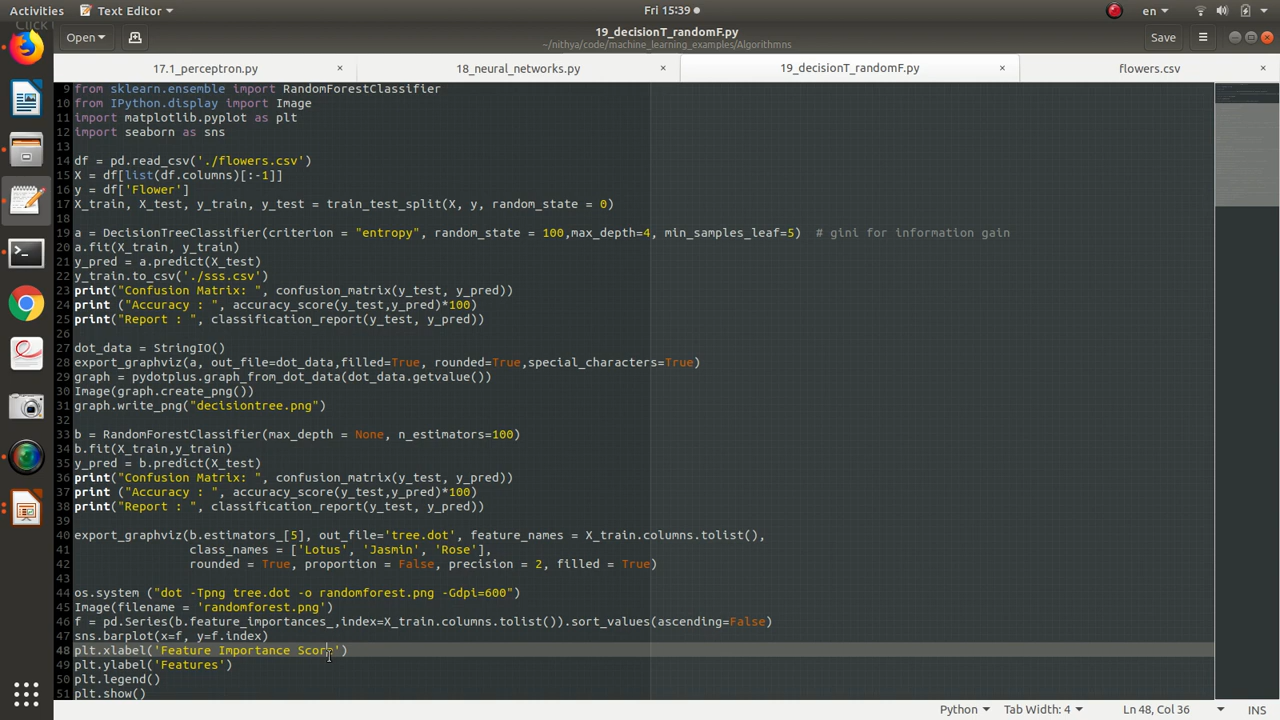 Activities
Text Editor
Fri 15:39
en
Open
19_decisionT_randomF.py
~/nithya/code/machine_learning_examples/Algorithmns
Save
17.1_perceptron.py
18_neural_networks.py
19_decisionT_randomF.py
flowers.csv
9 from sklearn.ensemble import RandomForestClassifier
10 from IPython.display import Image
11 import matplotlib.pyplot as plt
12 import seaborn as sns
13
14 df = pd.read_csv('./flowers.csv')
15 X = df[list(df.columns)[:-1]]
16 y = df['Flower']
17 X_train, X_test, y_train, y_test = train_test_split(X, y, random_state = 0)
18
19 a = DecisionTreeClassifier(criterion = "entropy", random_state = 100,max_depth=4, min_samples_leaf=5)  # gini for information gain
20 a.fit(X_train, y_train)
21 y_pred = a.predict(X_test)
22 y_train.to_csv('./sss.csv')
23 print("Confusion Matrix: ", confusion_matrix(y_test, y_pred))
24 print ("Accuracy : ", accuracy_score(y_test,y_pred)*100)
25 print("Report : ", classification_report(y_test, y_pred))
26
27 dot_data = StringIO()
28 export_graphviz(a, out_file=dot_data,filled=True, rounded=True,special_characters=True)
29 graph = pydotplus.graph_from_dot_data(dot_data.getvalue())
30 Image(graph.create_png())
31 graph.write_png("decisiontree.png")
32
33 b = RandomForestClassifier(max_depth = None, n_estimators=100)
34 b.fit(X_train,y_train)
35 y_pred = b.predict(X_test)
36 print("Confusion Matrix: ", confusion_matrix(y_test, y_pred))
37 print ("Accuracy : ", accuracy_score(y_test,y_pred)*100)
38 print("Report : ", classification_report(y_test, y_pred))
39
40 export_graphviz(b.estimators_[5], out_file='tree.dot', feature_names = X_train.columns.tolist(),
41                 class_names = ['Lotus', 'Jasmin', 'Rose'],
42                 rounded = True, proportion = False, precision = 2, filled = True)
43
44 os.system ("dot -Tpng tree.dot -o randomforest.png -Gdpi=600")
45 Image(filename = 'randomforest.png')
46 f = pd.Series(b.feature_importances_,index=X_train.columns.tolist()).sort_values(ascending=False)
47 sns.barplot(x=f, y=f.index)
48 plt.xlabel('Feature Importance Score')
49 plt.ylabel('Features')
50 plt.legend()
51 plt.show()
Python
Tab Width: 4
Ln 48, Col 36
INS